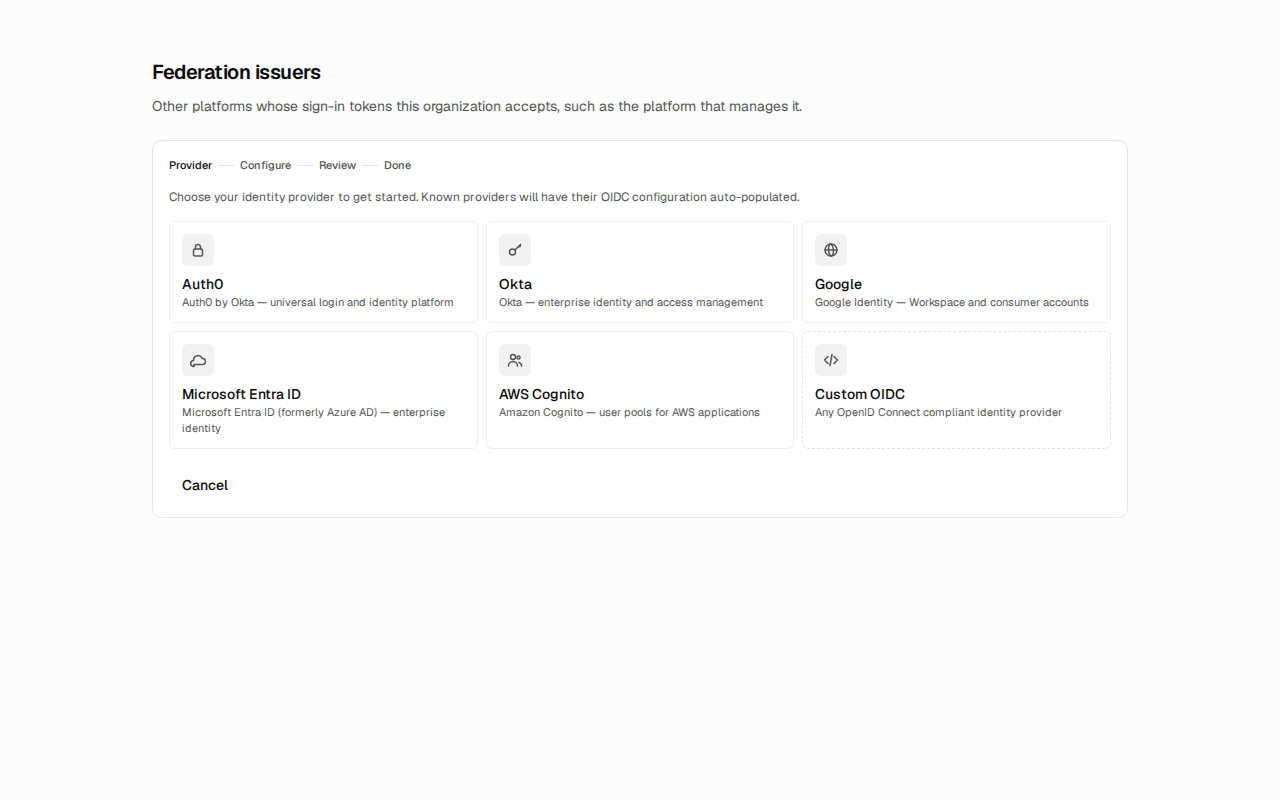 Federation issuers
Other platforms whose sign-in tokens this organization accepts, such as the platform that manages it.
Provider
Configure
Review
Done
Choose your identity provider to get started. Known providers will have their OIDC configuration auto-populated.
Auth0
Auth0 by Okta — universal login and identity platform
Okta
Okta — enterprise identity and access management
Google
Google Identity — Workspace and consumer accounts
Microsoft Entra ID
Microsoft Entra ID (formerly Azure AD) — enterprise
identity
AWS Cognito
Amazon Cognito — user pools for AWS applications
Custom OIDC
Any OpenID Connect compliant identity provider
Cancel